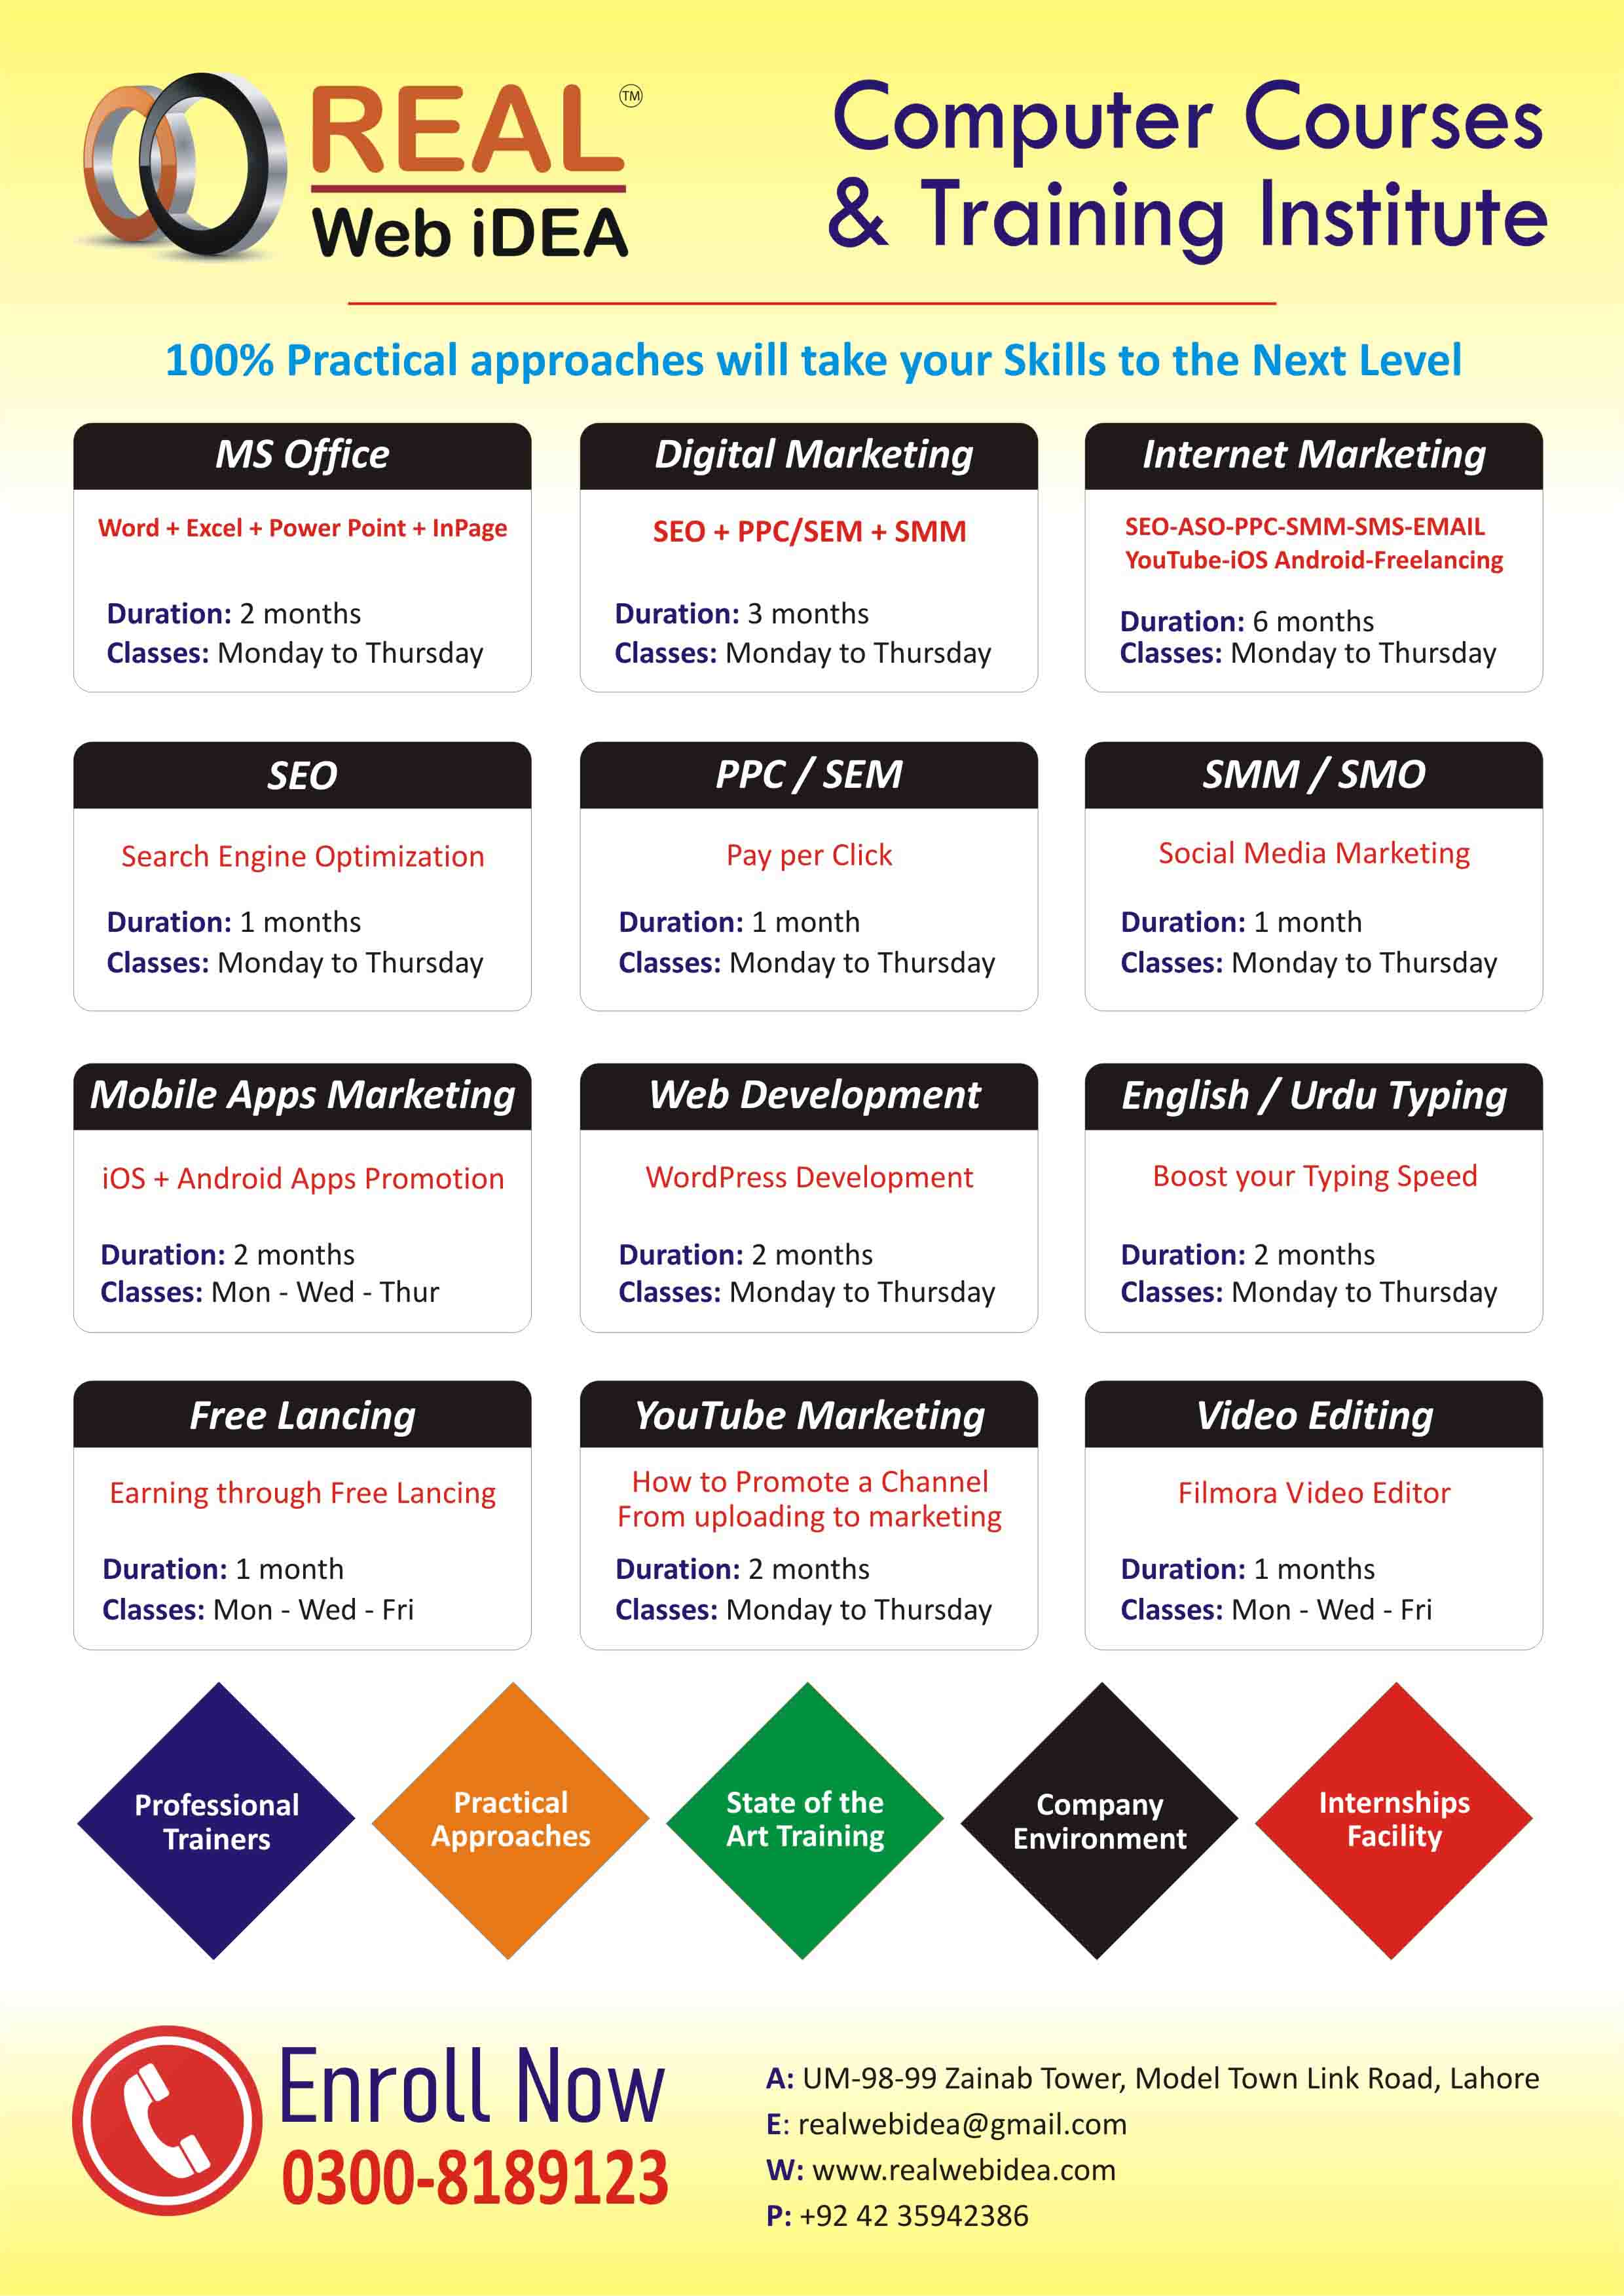 REAL TM
Web iDEA
Computer Courses
& Training Institute
100% Practical approaches will take your Skills to the Next Level
MS Office
Word + Excel + Power Point + InPage
Duration: 2 months
Classes: Monday to Thursday
Digital Marketing
SEO + PPC/SEM + SMM
Duration: 3 months
Classes: Monday to Thursday
Internet Marketing
SEO-ASO-PPC-SMM-SMS-EMAIL
YouTube-iOS Android-Freelancing
Duration: 6 months
Classes: Monday to Thursday
SEO
Search Engine Optimization
Duration: 1 months
Classes: Monday to Thursday
PPC / SEM
Pay per Click
Duration: 1 month
Classes: Monday to Thursday
SMM / SMO
Social Media Marketing
Duration: 1 month
Classes: Monday to Thursday
Mobile Apps Marketing
iOS + Android Apps Promotion
Duration: 2 months
Classes: Mon - Wed - Thur
Web Development
WordPress Development
Duration: 2 months
Classes: Monday to Thursday
English / Urdu Typing
Boost your Typing Speed
Duration: 2 months
Classes: Monday to Thursday
Free Lancing
Earning through Free Lancing
Duration: 1 month
Classes: Mon - Wed - Fri
YouTube Marketing
How to Promote a Channel
From uploading to marketing
Duration: 2 months
Classes: Monday to Thursday
Video Editing
Filmora Video Editor
Duration: 1 months
Classes: Mon - Wed - Fri
Professional
Trainers
Practical
Approaches
State of the
Art Training
Company
Environment
Internships
Facility
Enroll Now
0300-8189123
A: UM-98-99 Zainab Tower, Model Town Link Road, Lahore
E: realwebidea@gmail.com
W: www.realwebidea.com
P: +92 42 35942386